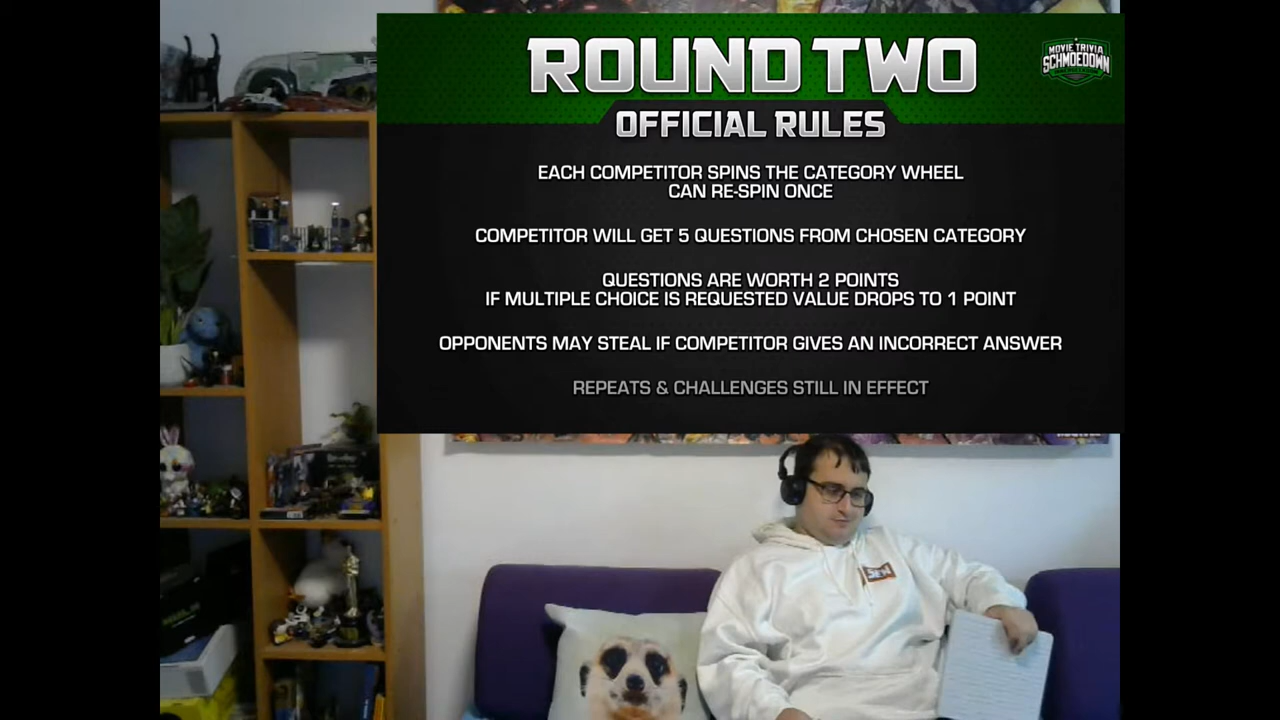 ROUND TWO
MOVIE TRIVIA
SCHMOEDOWN
OFFICIAL RULES
EACH COMPETITOR SPINS THE CATEGORY WHEEL
CAN RE-SPIN ONCE
COMPETITOR WILL GET 5 QUESTIONS FROM CHOSEN CATEGORY
QUESTIONS ARE WORTH 2 POINTS
IF MULTIPLE CHOICE IS REQUESTED VALUE DROPS TO 1 POINT
OPPONENTS MAY STEAL IF COMPETITOR GIVES AN INCORRECT ANSWER
REPEATS & CHALLENGES STILL IN EFFECT
SEN